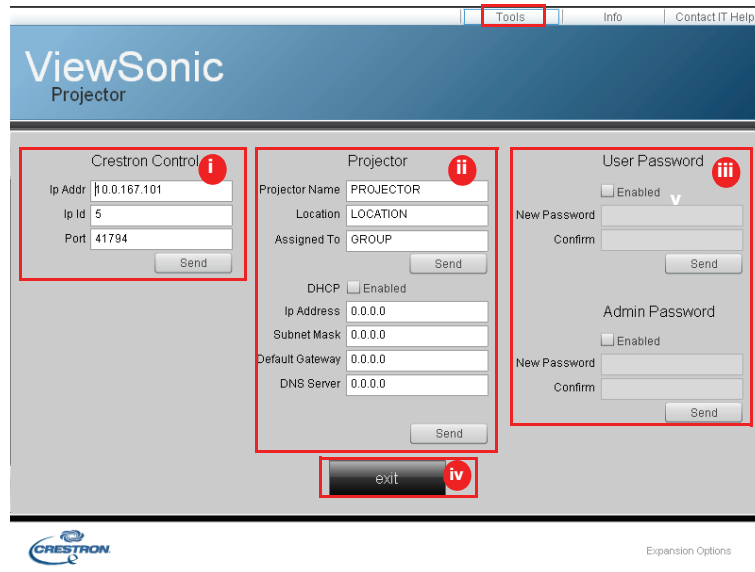 Tools Info Contact IT Help
ViewSonic
Projector
Crestron Control
i
Ip Addr 10.0.167.101
Ip Id 5
Port 41794
Send
Projector
ii
Projector Name PROJECTOR
Location LOCATION
Assigned To GROUP
Send
DHCP Enabled
Ip Address 0.0.0.0
Subnet Mask 0.0.0.0
Default Gateway 0.0.0.0
DNS Server 0.0.0.0
Send
User Password
iii
Enabled
v
New Password
Confirm
Send
Admin Password
Enabled
New Password
Confirm
Send
exit
iv
CRESTRON
Expansion Options